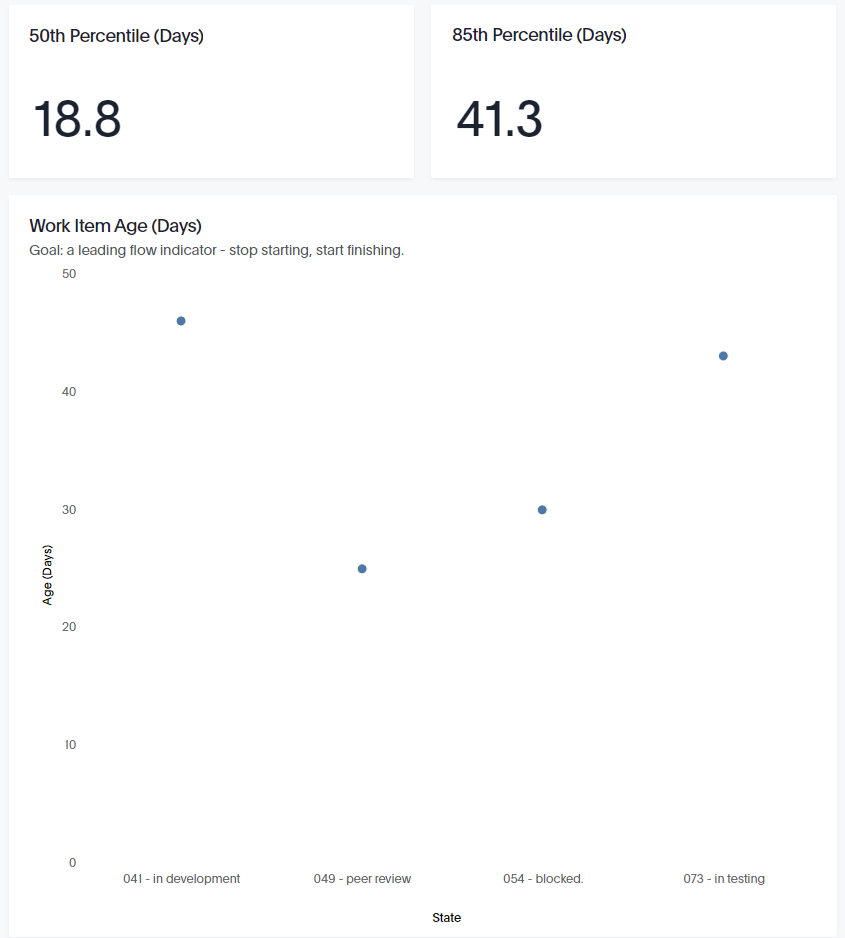 50th Percentile (Days)
85th Percentile (Days)
18.8
41.3
Work Item Age (Days)
Goal: a leading flow indicator - stop starting, start finishing.
50
40
30
20
10
0
Age (Days)
041 - in development
049 - peer review
054 - blocked.
073 - in testing
State